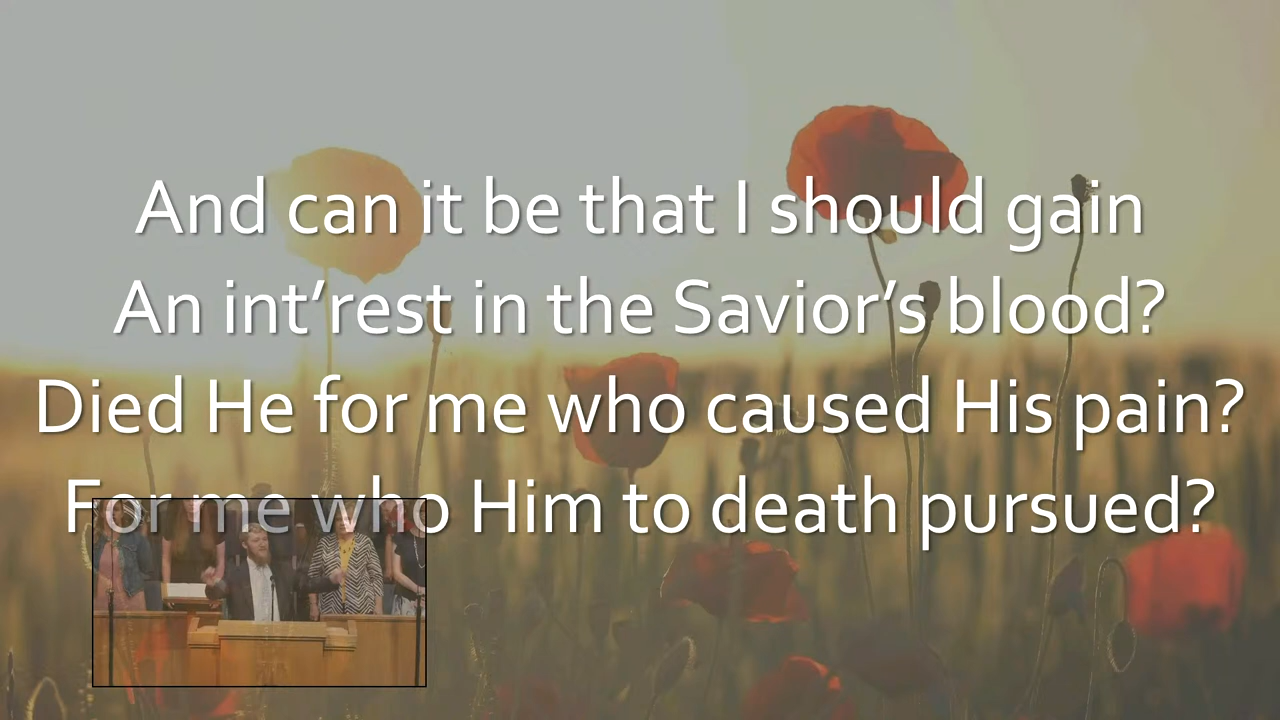 And can it be that I should gain
An int’rest in the Savior’s blood?
Died He for me who caused His pain?
For me who Him to death pursued?